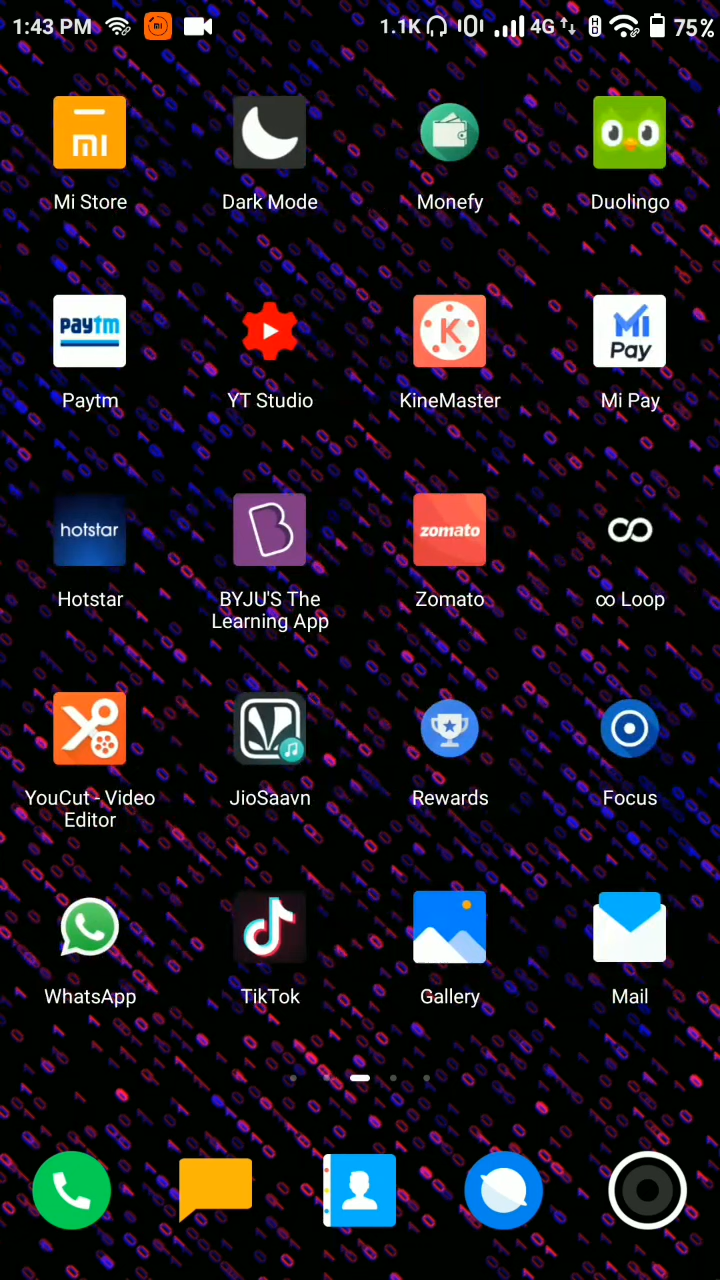 1:43 PM 1.1K 4G HD 75%
mi
Mi Store Dark Mode Monefy Duolingo
paytm K Mi Pay
Paytm YT Studio KineMaster Mi Pay
hotstar B zomato
Hotstar BYJU'S The Learning App Zomato ∞ Loop
YouCut - Video Editor JioSaavn Rewards Focus
WhatsApp TikTok Gallery Mail